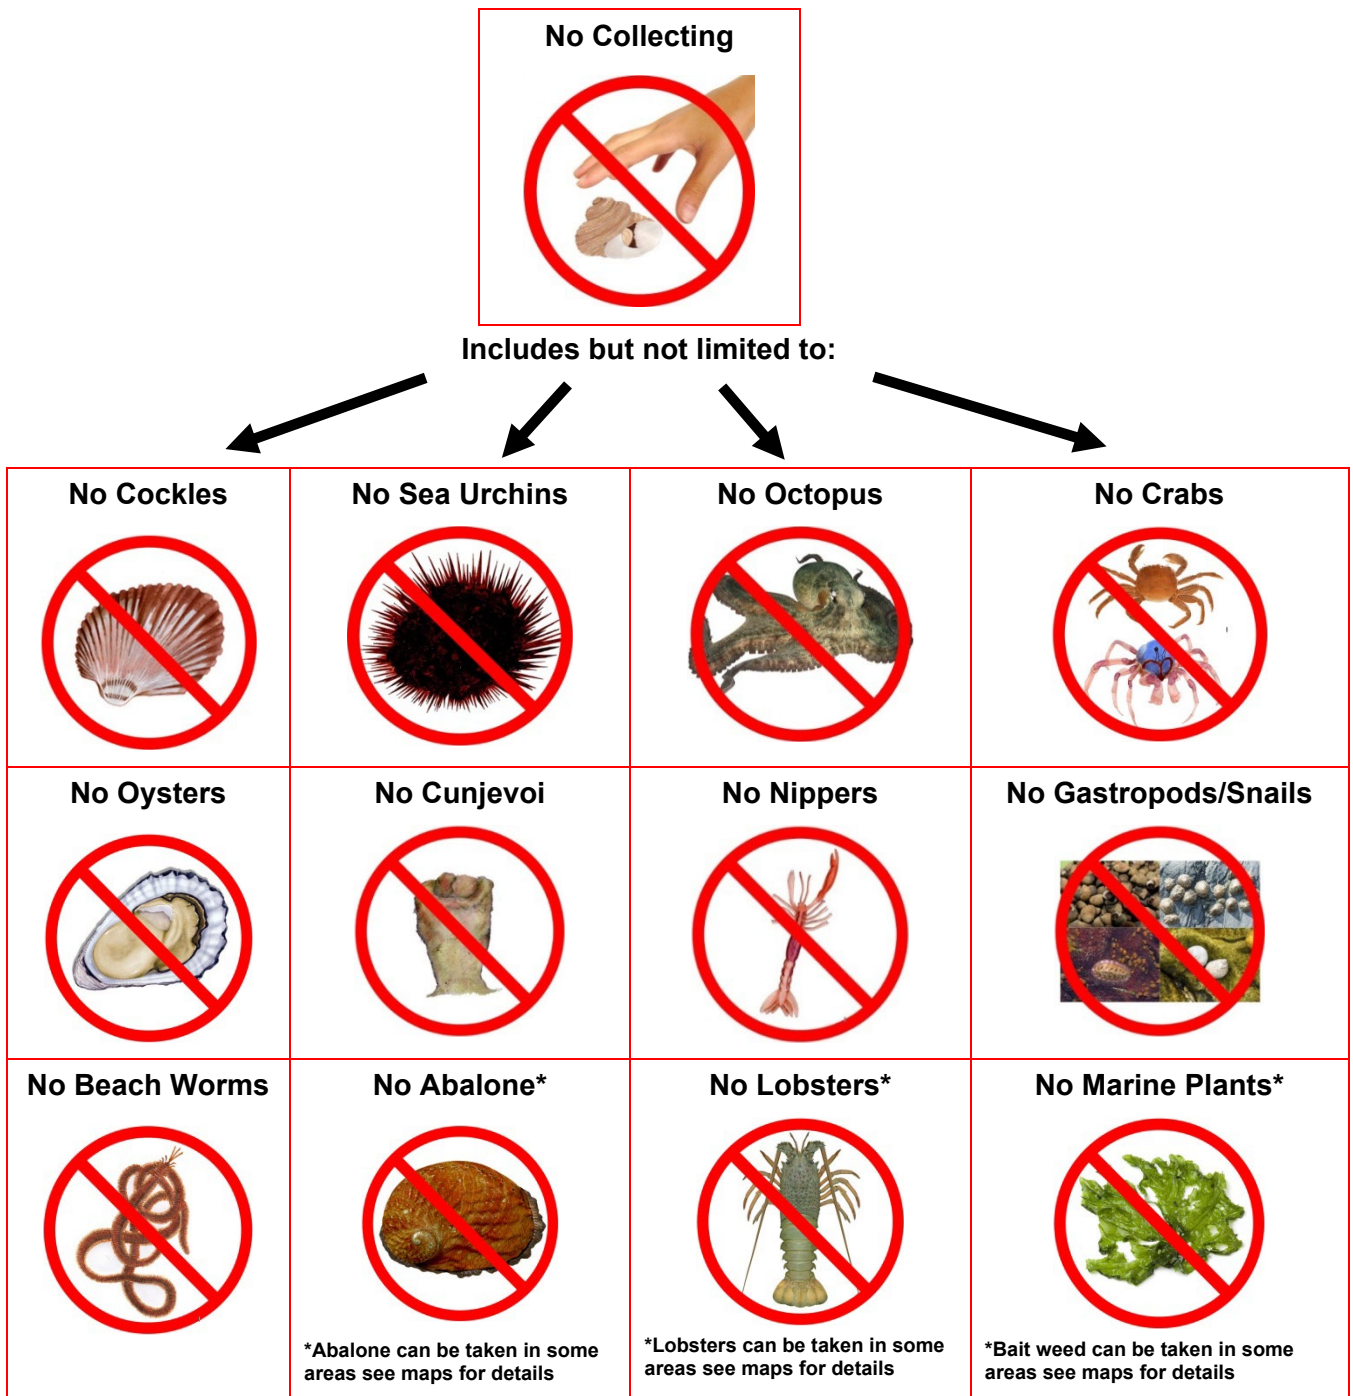 No Collecting
Includes but not limited to:
No Cockles
No Sea Urchins
No Octopus
No Crabs
No Oysters
No Cunjevoi
No Nippers
No Gastropods/Snails
No Beach Worms
No Abalone*
No Lobsters*
No Marine Plants*
*Abalone can be taken in some
areas see maps for details
*Lobsters can be taken in some
areas see maps for details
*Bait weed can be taken in some
areas see maps for details